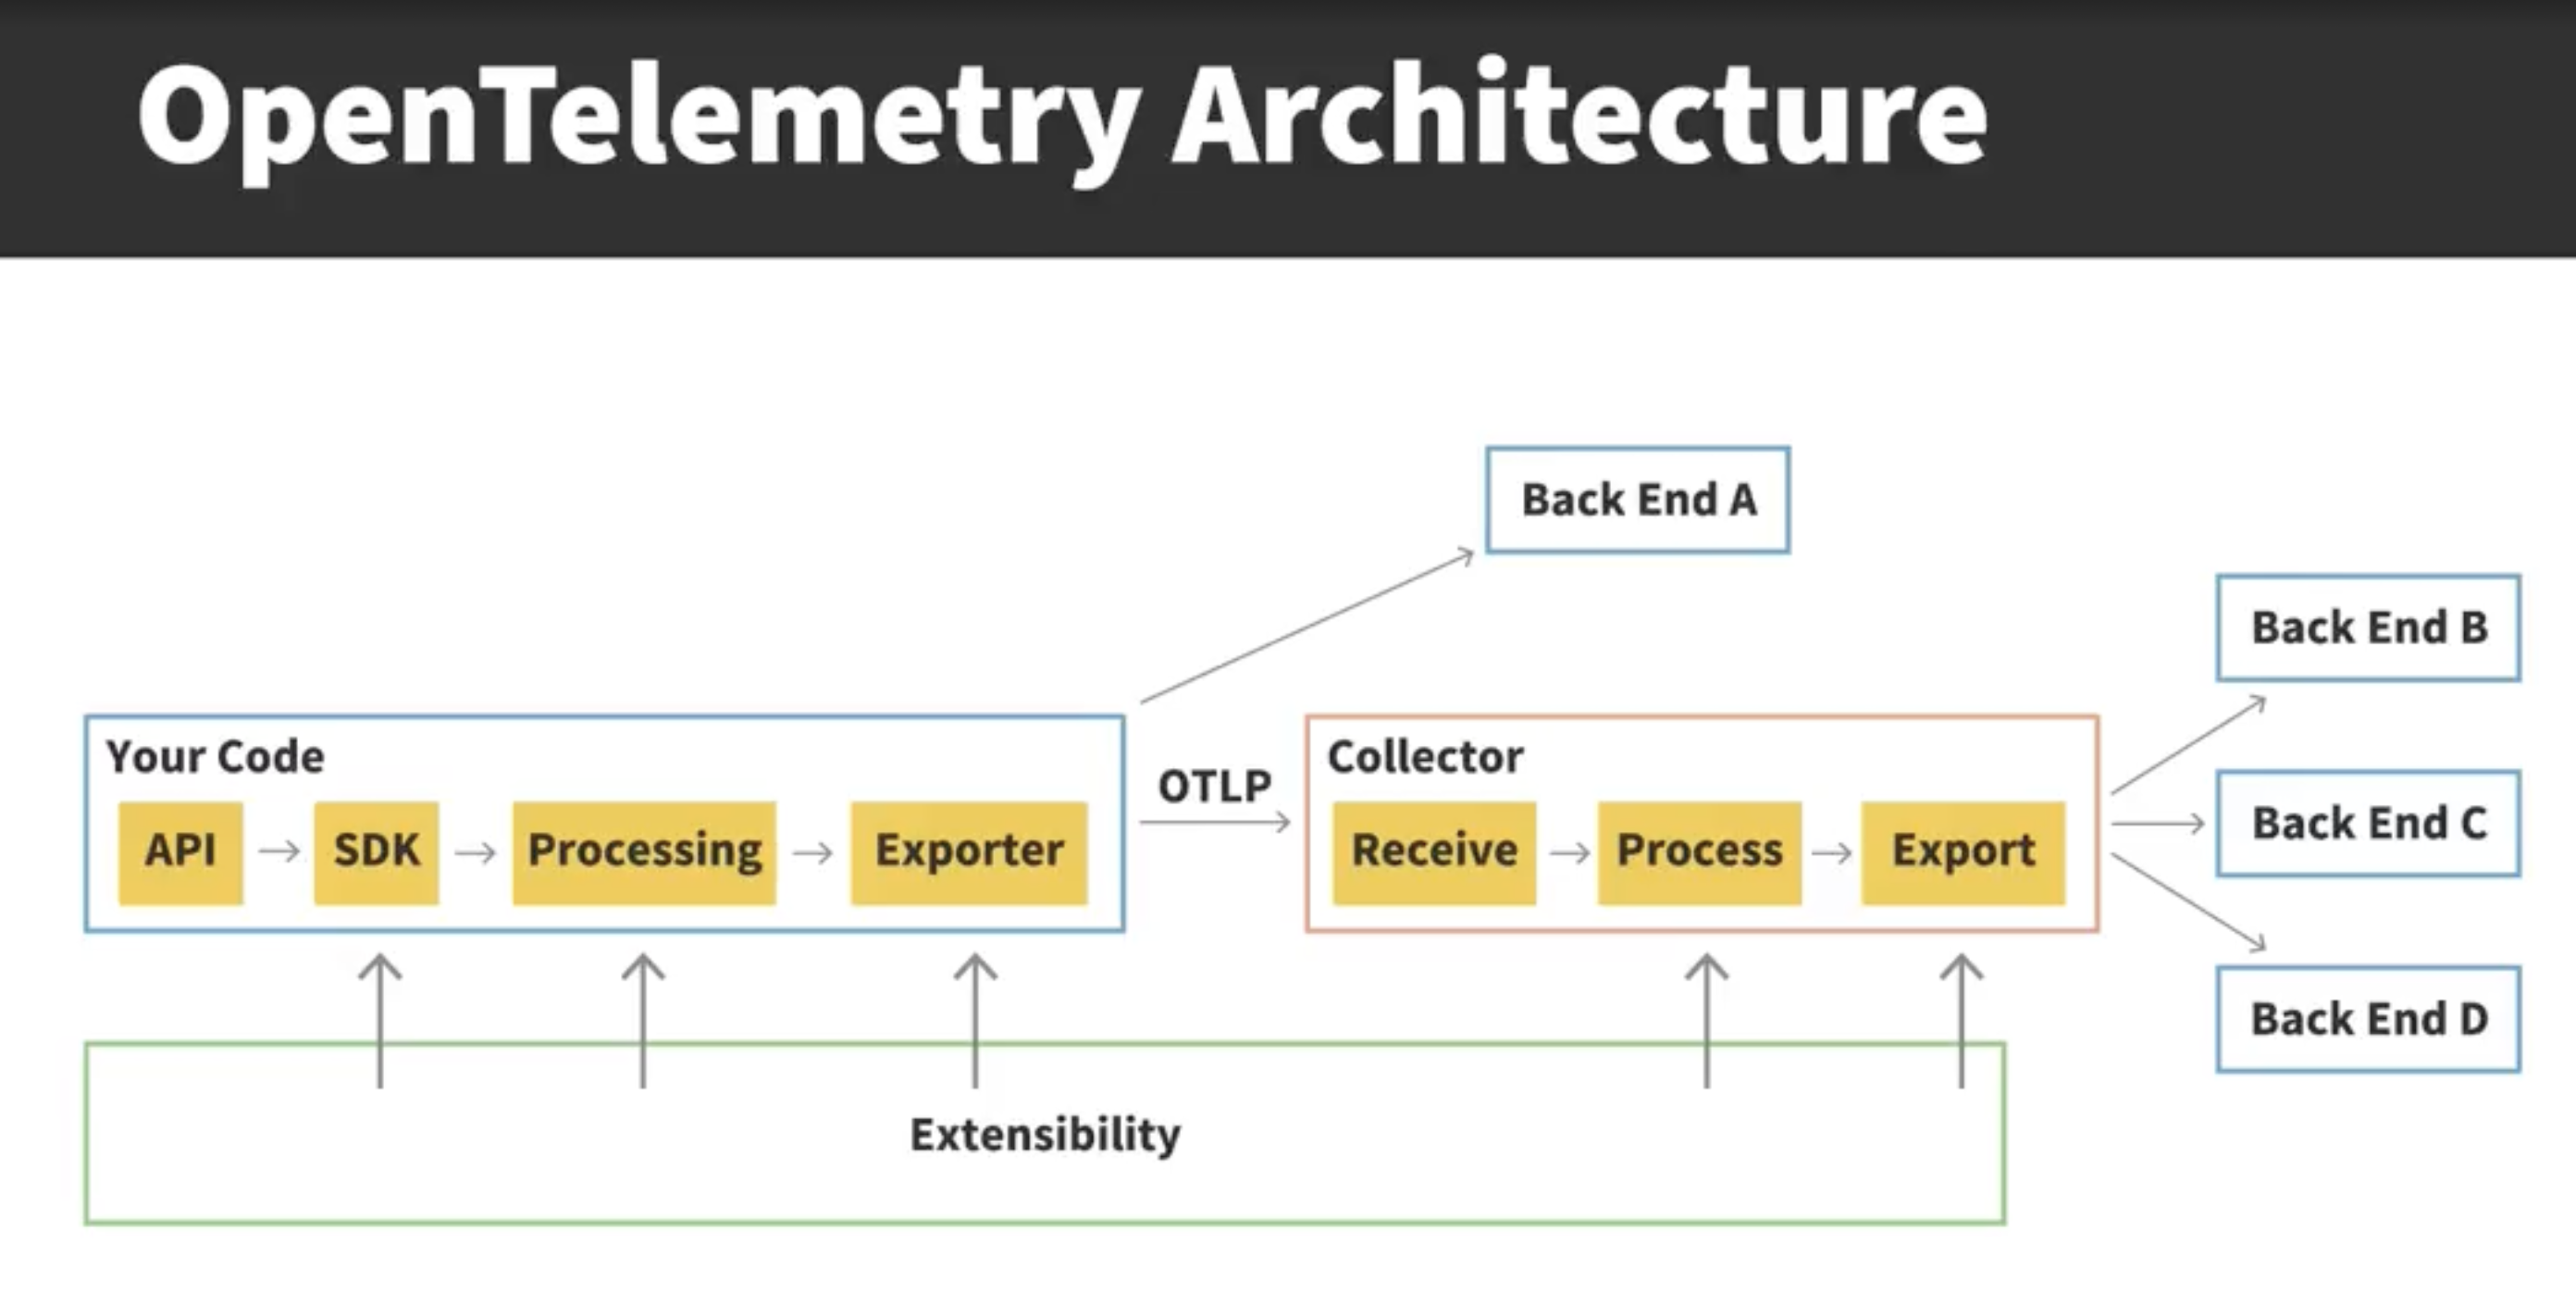 OpenTelemetry Architecture
Back End A
Back End B
Your Code
OTLP
Collector
API
SDK
Processing
Exporter
Receive
Process
Export
Back End C
Back End D
Extensibility